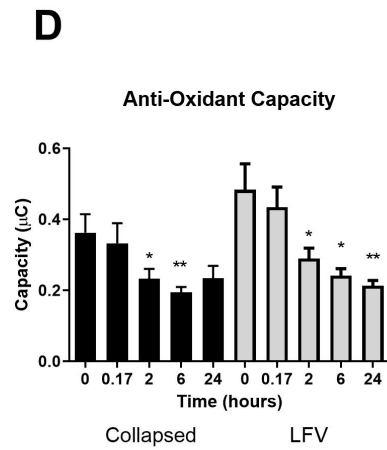 D
Anti-Oxidant Capacity
Capacity (µC)
0.6
0.4
0.2
0.0
* ** * * **
0 0.17 2 6 24 0 0.17 2 6 24
Time (hours)
Collapsed LFV